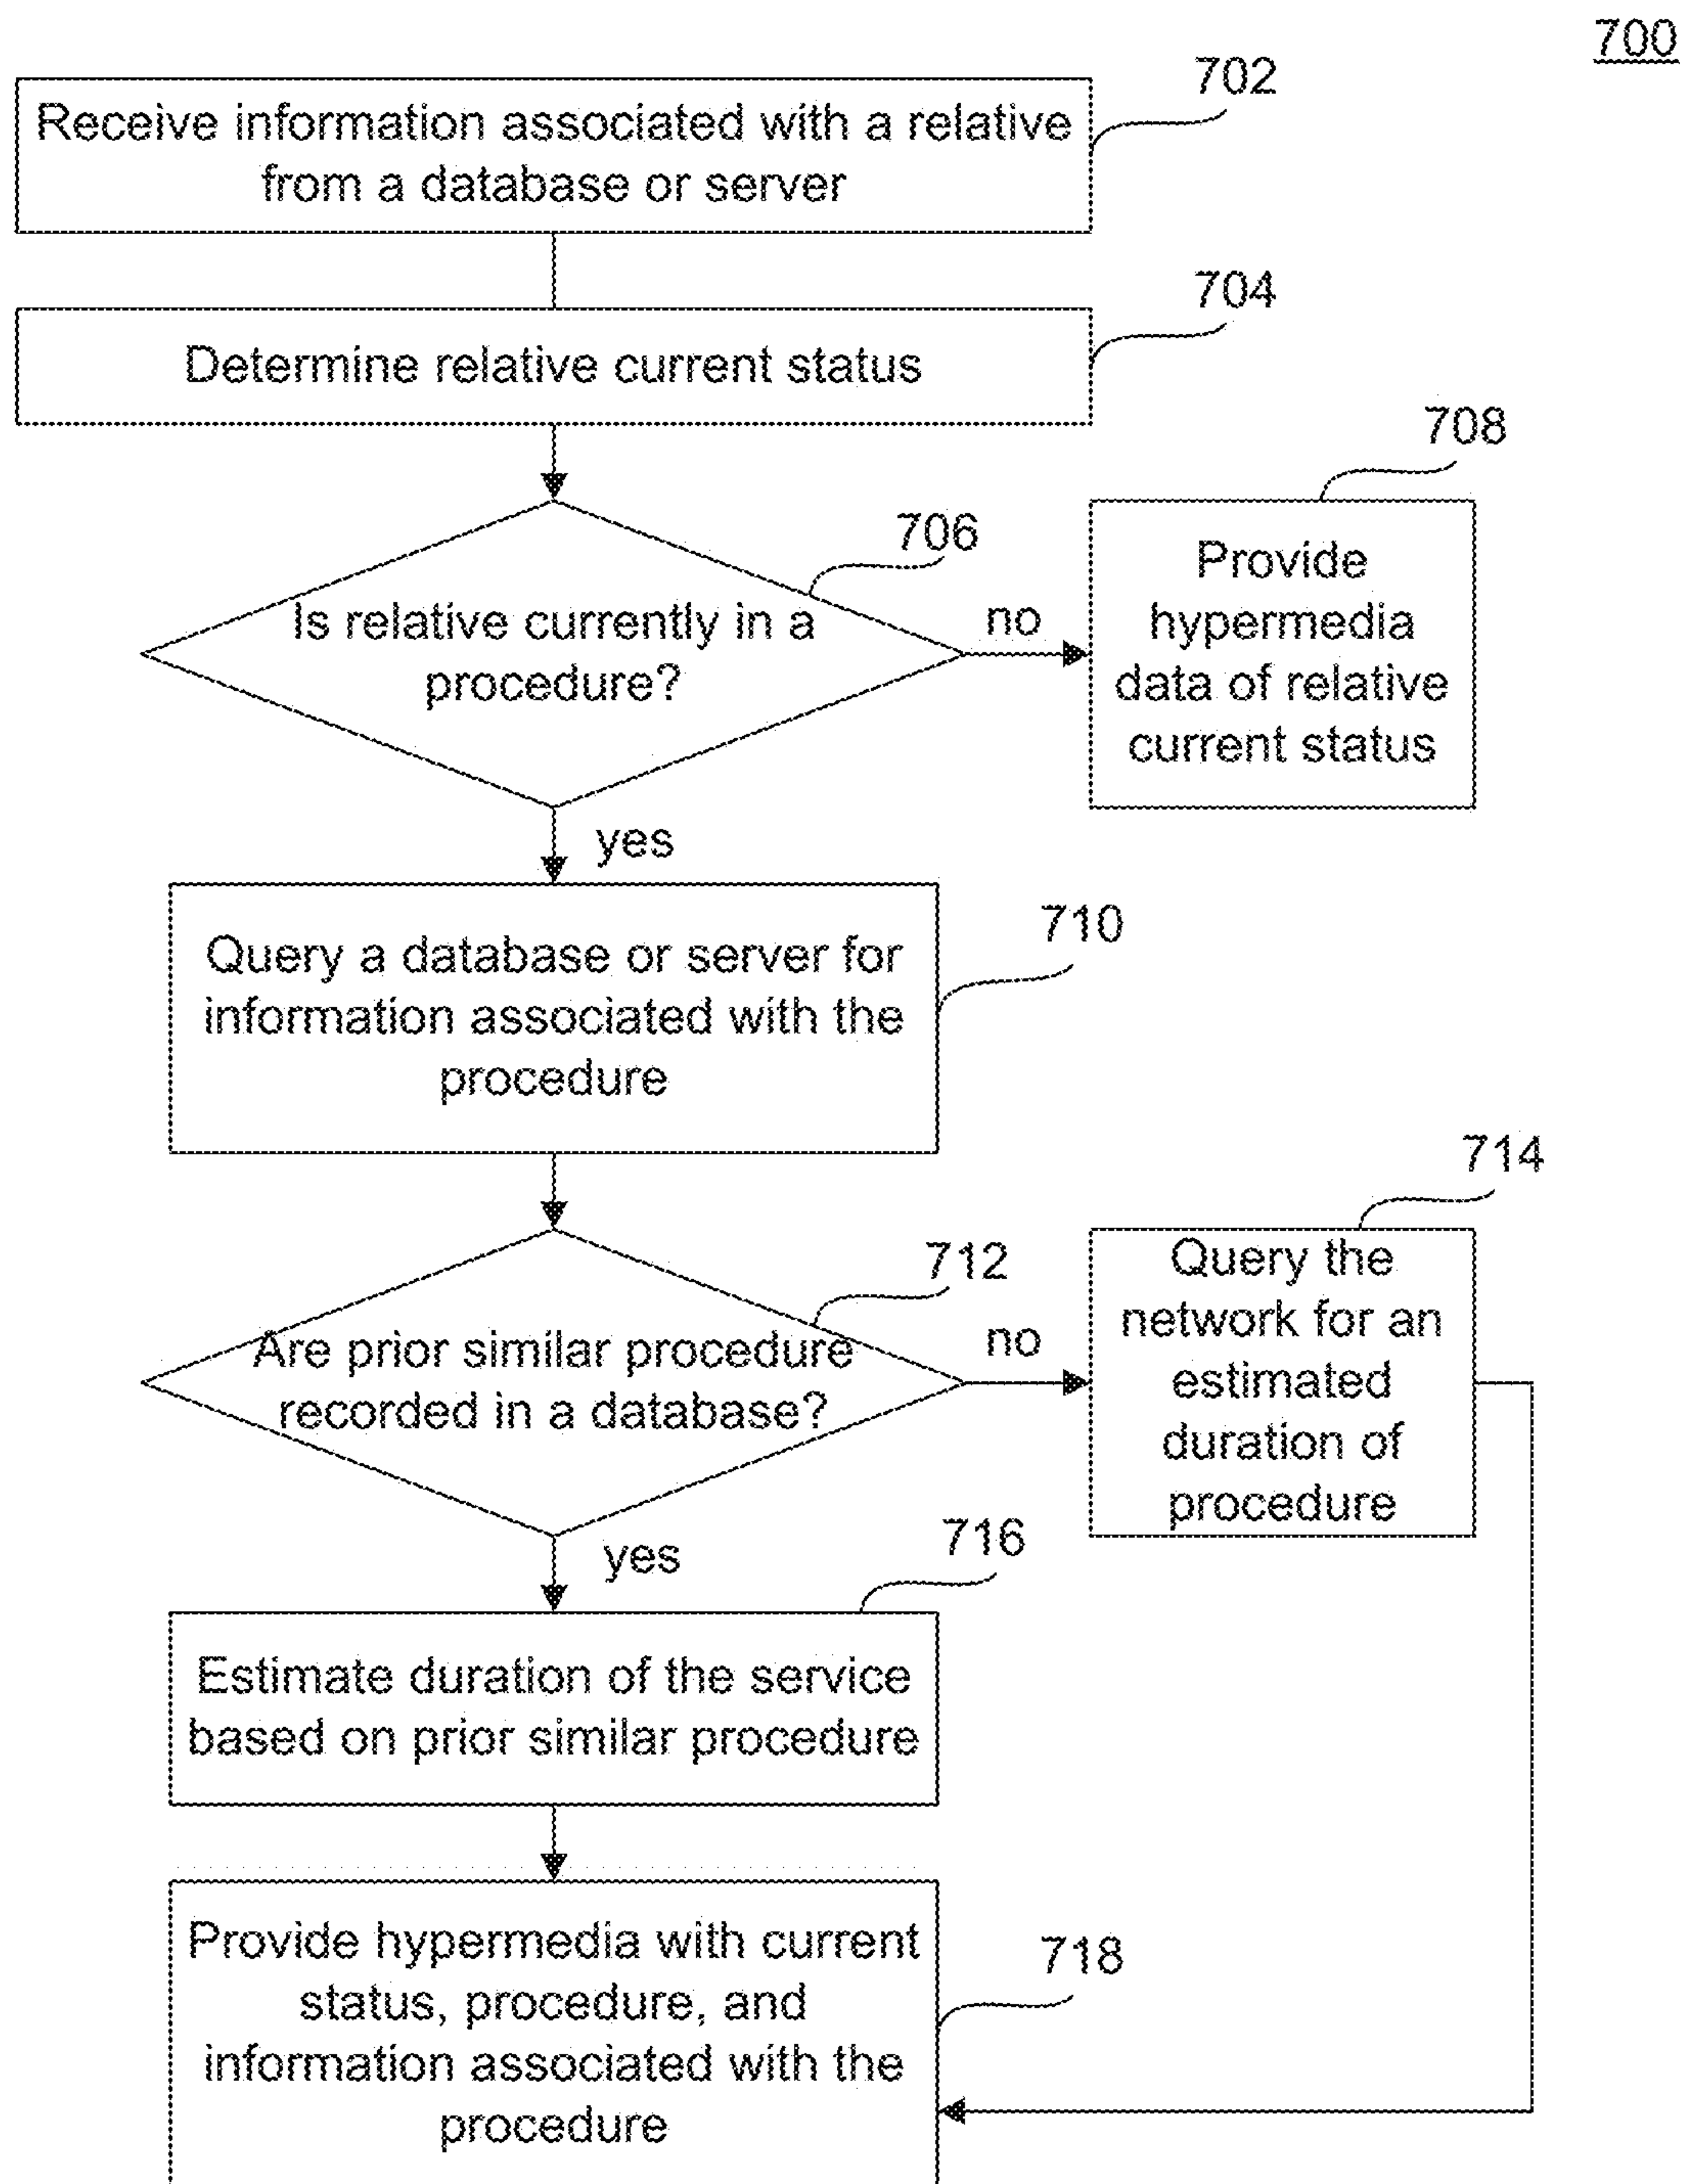 700
702
Receive information associated with a relative
from a database or server
704
Determine relative current status
708
706
Is relative currently in a
procedure?
no
Provide
hypermedia
data of relative
current status
yes
710
Query a database or server for
information associated with the
procedure
714
712
Are prior similar procedure
recorded in a database?
no
Query the
network for an
estimated
duration of
procedure
yes
716
Estimate duration of the service
based on prior similar procedure
718
Provide hypermedia with current
status, procedure, and
information associated with the
procedure